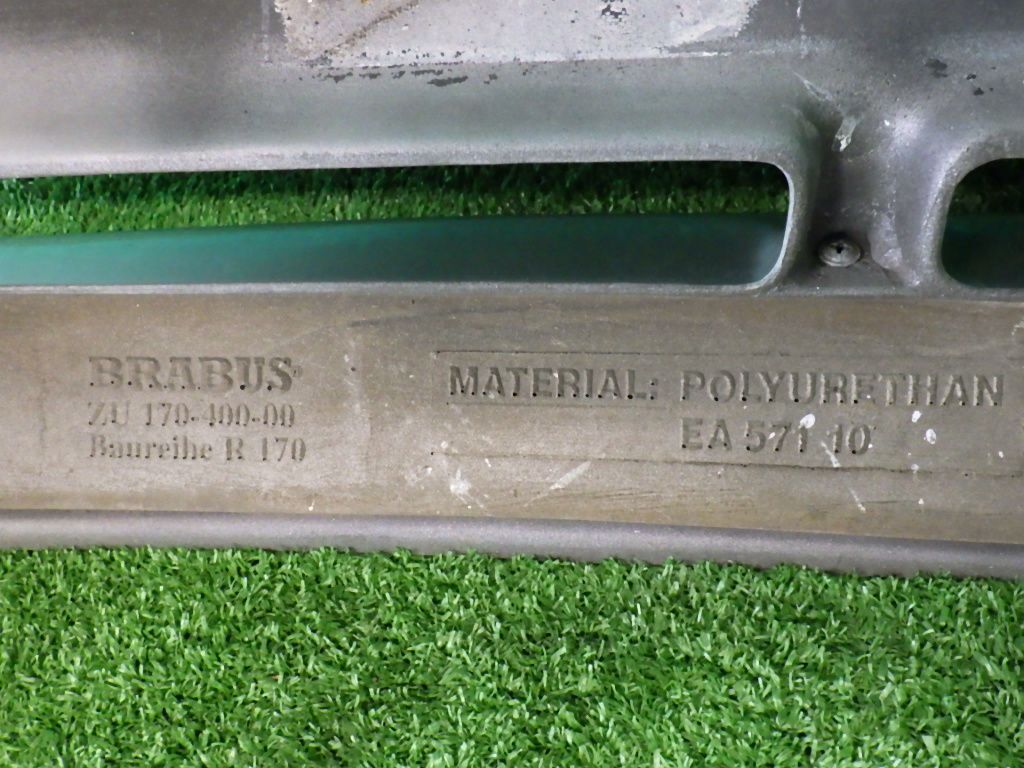 BRABUS®
ZU 170-400-00
Baureihe R 170
MATERIAL: POLYURETHAN
EA 571 10